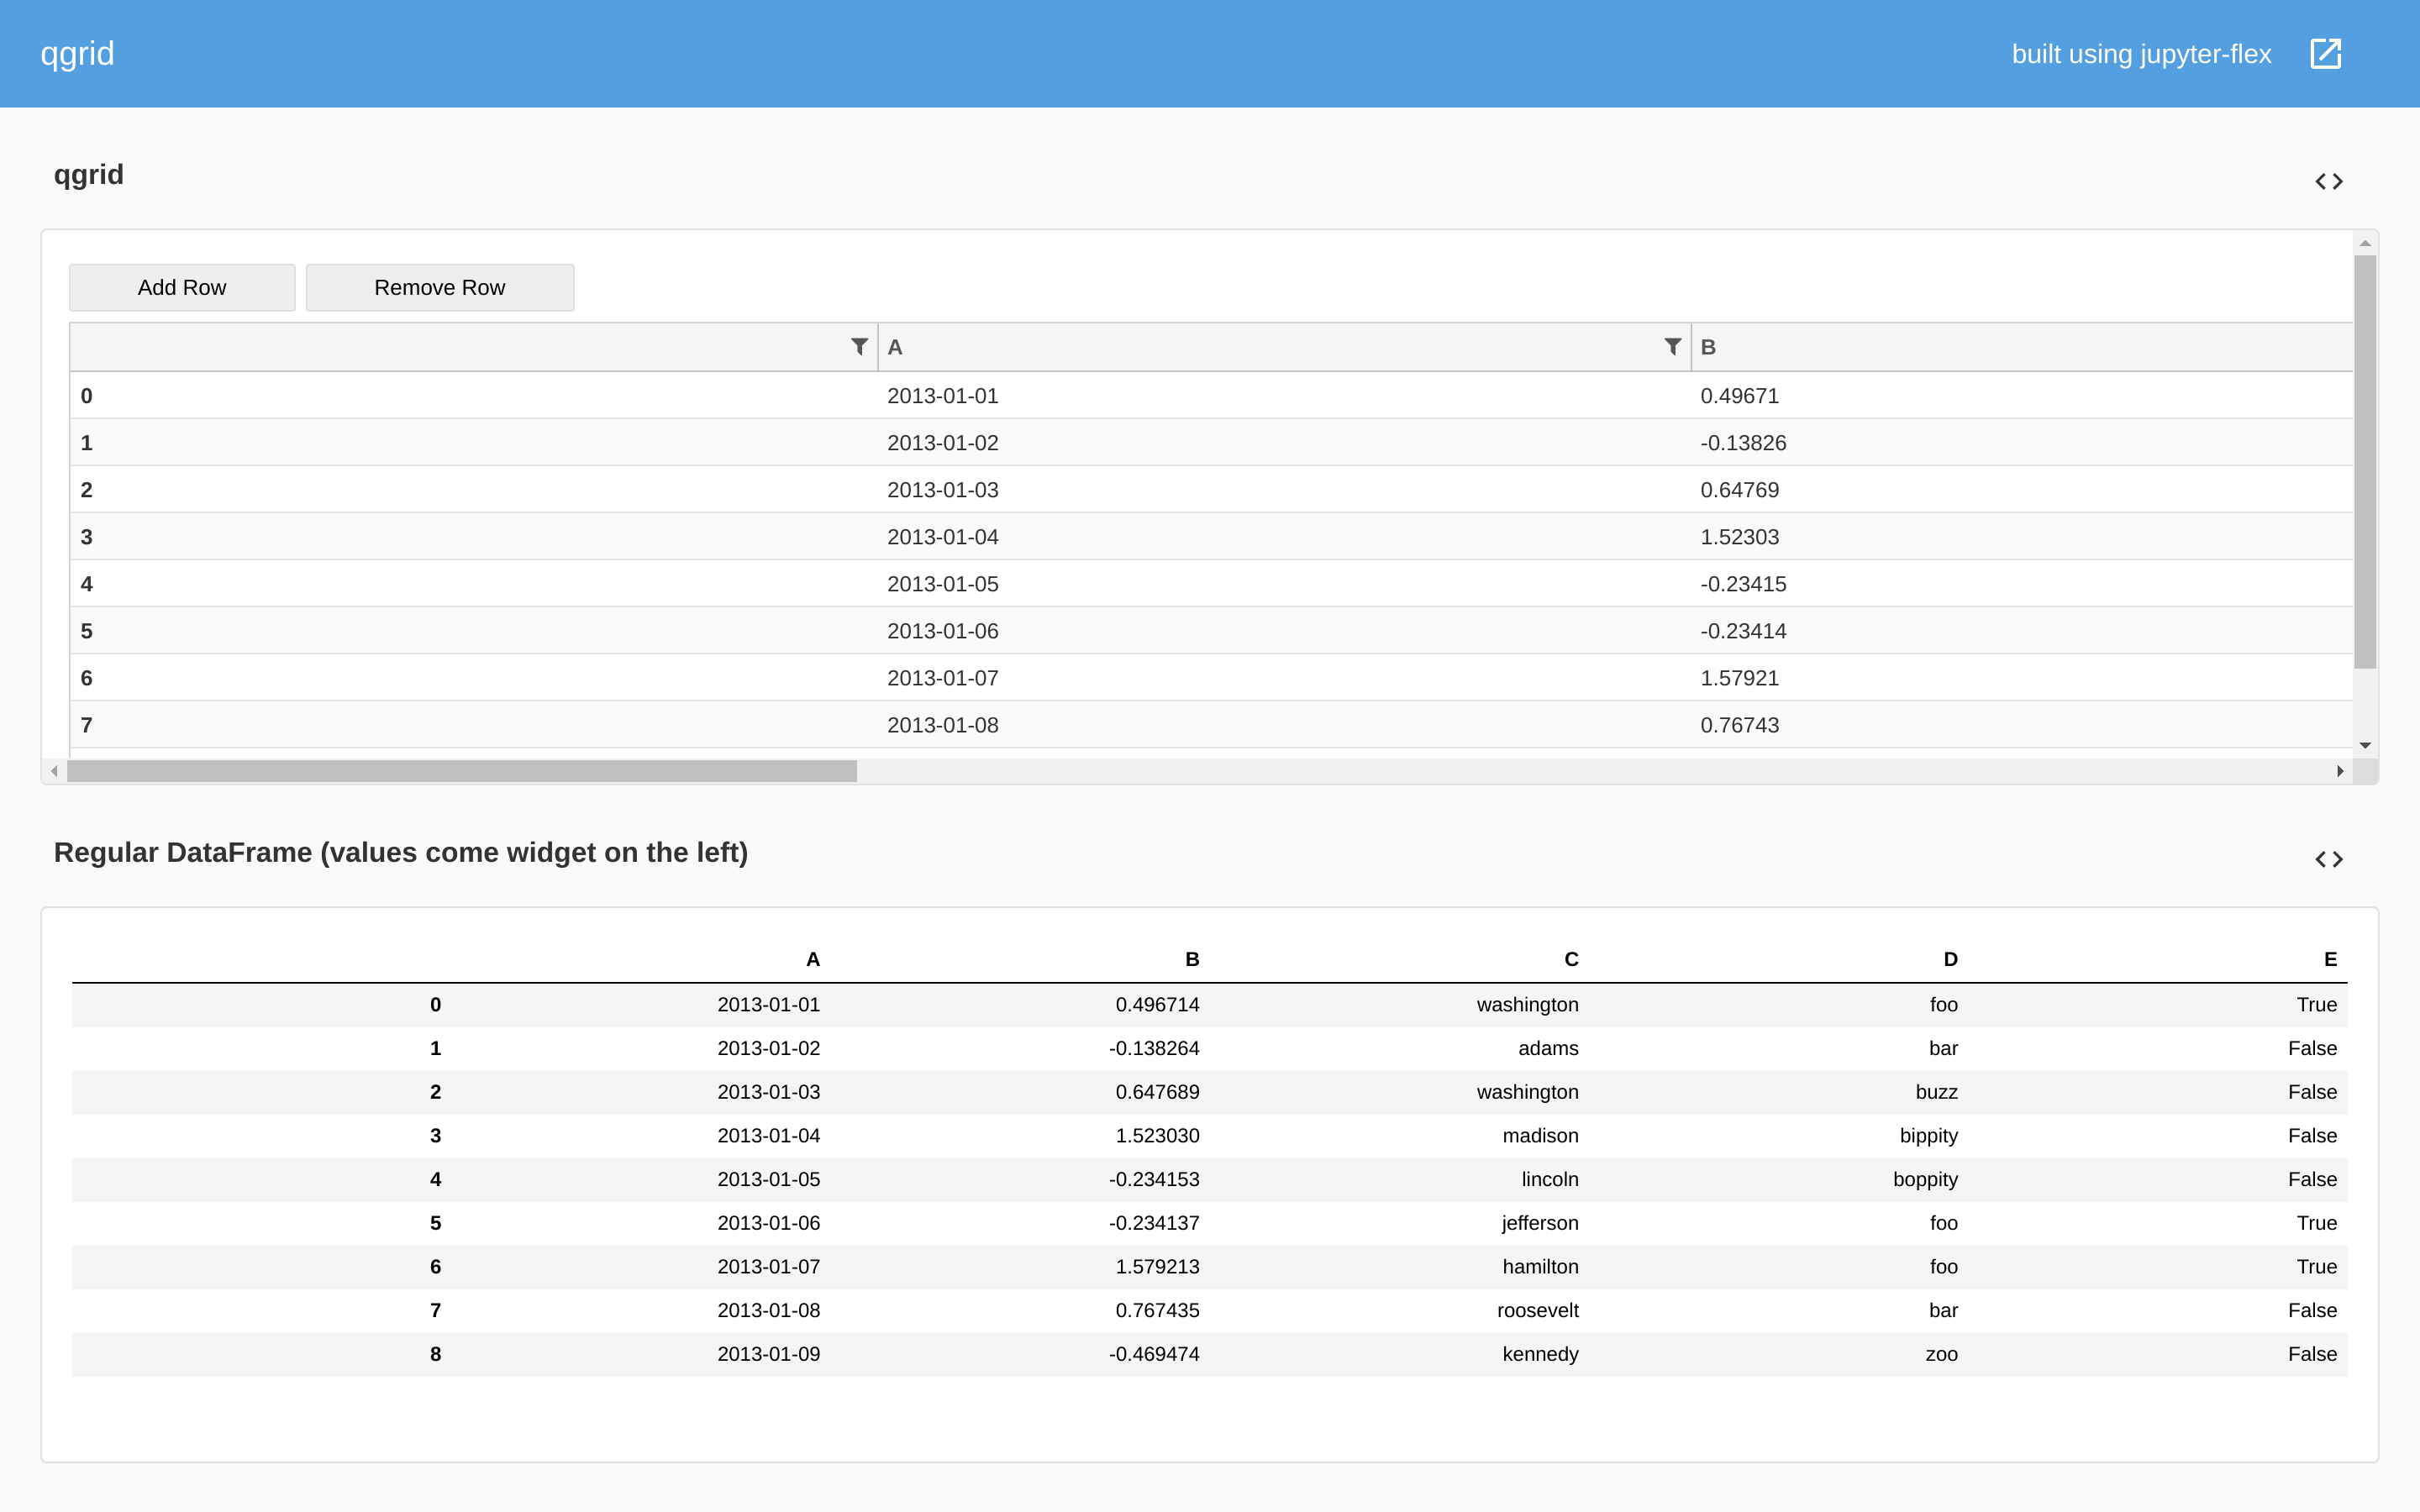 qgrid built using jupyter-flex
qgrid
Add Row Remove Row
A B
0 2013-01-01 0.49671
1 2013-01-02 -0.13826
2 2013-01-03 0.64769
3 2013-01-04 1.52303
4 2013-01-05 -0.23415
5 2013-01-06 -0.23414
6 2013-01-07 1.57921
7 2013-01-08 0.76743
Regular DataFrame (values come widget on the left)
A B C D E
0 2013-01-01 0.496714 washington foo True
1 2013-01-02 -0.138264 adams bar False
2 2013-01-03 0.647689 washington buzz False
3 2013-01-04 1.523030 madison bippity False
4 2013-01-05 -0.234153 lincoln boppity False
5 2013-01-06 -0.234137 jefferson foo True
6 2013-01-07 1.579213 hamilton foo True
7 2013-01-08 0.767435 roosevelt bar False
8 2013-01-09 -0.469474 kennedy zoo False